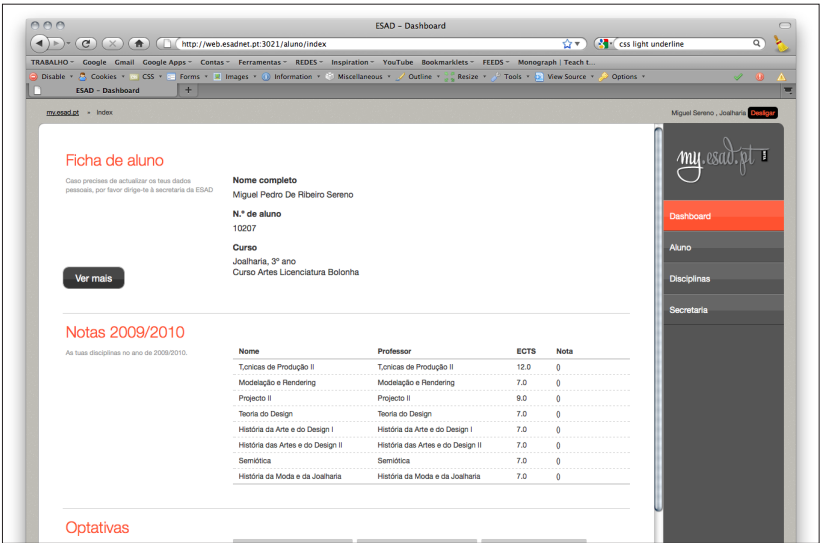 ESAD – Dashboard
http://web.esadnet.pt:3021/aluno/index
css light underline
TRABALHO Google Gmail Google Apps Contas Ferramentas REDES Inspiration YouTube Bookmarklets FEEDS Monograph | Teach t...
Disable Cookies CSS Forms Images Information Miscellaneous Outline Resize Tools View Source Options
ESAD – Dashboard +
my.esad.pt » Index
Miguel Sereno , Joalharia Desligar
my.esad.pt
Ficha de aluno
Caso precises de actualizar os teus dados
pessoais, por favor dirige-te à secretaria da ESAD
Nome completo
Miguel Pedro De Ribeiro Sereno
N.º de aluno
10207
Curso
Joalharia, 3º ano
Curso Artes Licenciatura Bolonha
Ver mais
Dashboard
Aluno
Disciplinas
Secretaria
Notas 2009/2010
As tuas disciplinas no ano de 2009/2010.
Nome Professor ECTS Nota
T,cnicas de Produção II T,cnicas de Produção II 12.0 ()
Modelação e Rendering Modelação e Rendering 7.0 ()
Projecto II Projecto II 9.0 ()
Teoria do Design Teoria do Design 7.0 ()
História da Arte e do Design I História da Arte e do Design I 7.0 ()
História das Artes e do Design II História das Artes e do Design II 7.0 ()
Semiótica Semiótica 7.0 ()
História da Moda e da Joalharia História da Moda e da Joalharia 7.0 ()
Optativas